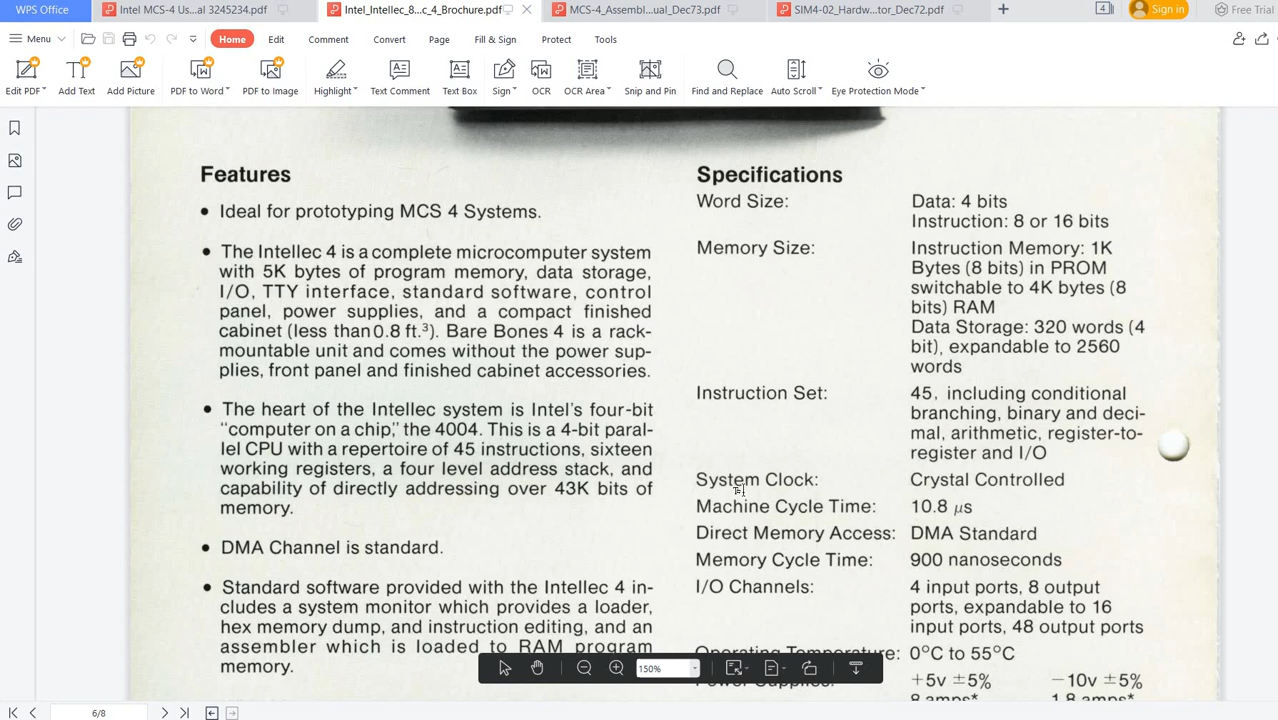 WPS Office
Intel MCS-4 Us...al 3245234.pdf
Intel_Intellec_8...c_4_Brochure.pdf
MCS-4_Assembl...ual_Dec73.pdf
SIM4-02_Hardw...tor_Dec72.pdf
4
Sign in
Free Trial
Menu
Home
Edit
Comment
Convert
Page
Fill & Sign
Protect
Tools
Edit PDF
Add Text
Add Picture
PDF to Word
PDF to Image
Highlight
Text Comment
Text Box
Sign
OCR
OCR Area
Snip and Pin
Find and Replace
Auto Scroll
Eye Protection Mode
Features
• Ideal for prototyping MCS 4 Systems.
• The Intellec 4 is a complete microcomputer system
with 5K bytes of program memory, data storage,
I/O, TTY interface, standard software, control
panel, power supplies, and a compact finished
cabinet (less than 0.8 ft.³). Bare Bones 4 is a rack-
mountable unit and comes without the power sup-
plies, front panel and finished cabinet accessories.
• The heart of the Intellec system is Intel's four-bit
"computer on a chip," the 4004. This is a 4-bit paral-
lel CPU with a repertoire of 45 instructions, sixteen
working registers, a four level address stack, and
capability of directly addressing over 43K bits of
memory.
• DMA Channel is standard.
• Standard software provided with the Intellec 4 in-
cludes a system monitor which provides a loader,
hex memory dump, and instruction editing, and an
assembler which is loaded to RAM program
memory.
Specifications
Word Size: Data: 4 bits
Instruction: 8 or 16 bits
Memory Size: Instruction Memory: 1K
Bytes (8 bits) in PROM
switchable to 4K bytes (8
bits) RAM
Data Storage: 320 words (4
bit), expandable to 2560
words
Instruction Set: 45, including conditional
branching, binary and deci-
mal, arithmetic, register-to-
register and I/O
System Clock: Crystal Controlled
Machine Cycle Time: 10.8 μs
Direct Memory Access: DMA Standard
Memory Cycle Time: 900 nanoseconds
I/O Channels: 4 input ports, 8 output
ports, expandable to 16
input ports, 48 output ports
Operating Temperature: 0°C to 55°C
Power Supplies: +5v ±5% −10v ±5%
8 amps* 1.8 amps*
150%
6/8